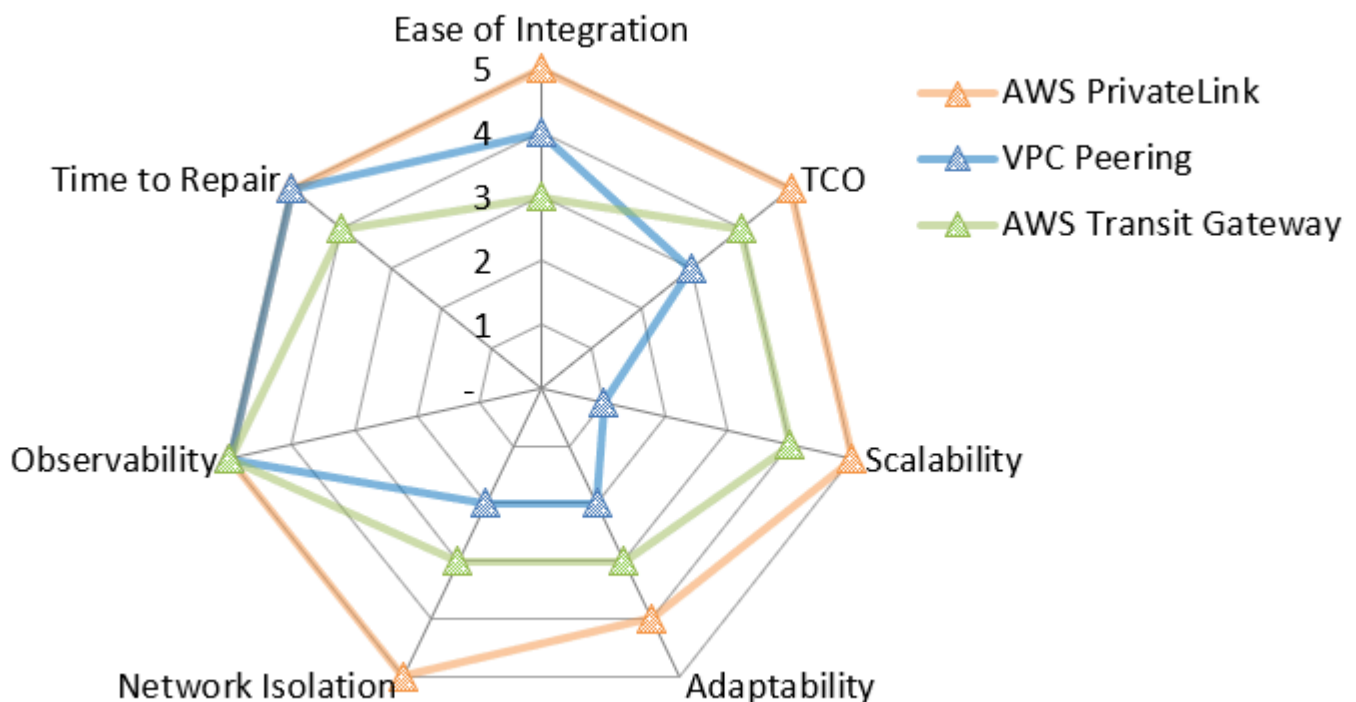 Ease of Integration
5
4
3
2
1
-
TCO
Scalability
Adaptability
Network Isolation
Observability
Time to Repair
AWS PrivateLink
VPC Peering
AWS Transit Gateway